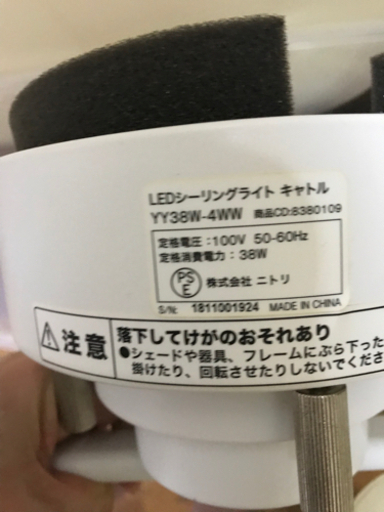 LEDシーリングライト キャトル
YY38W-4WW 商品CD:8380109
定格電圧:100V 50-60Hz
定格消費電力:38W
PSE 株式会社 ニトリ
S/N: 1811001924 MADE IN CHINA
注意
落下してけがのおそれあり
●シェードや器具、フレームにぶら下った
掛けたり、回転させたりしないでくださ